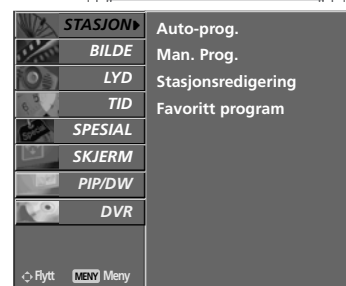 STASJON
BILDE
LYD
TID
SPESIAL
SKJERM
PIP/DW
DVR
Flytt MENY Meny
Auto-prog.
Man. Prog.
Stasjonsredigering
Favoritt program